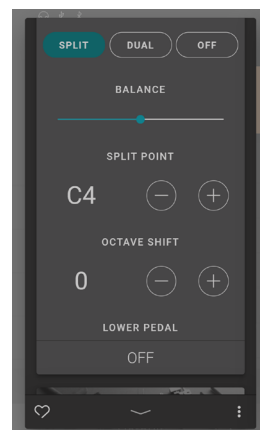 SPLIT DUAL OFF
BALANCE
SPLIT POINT
C4
OCTAVE SHIFT
0
LOWER PEDAL
OFF